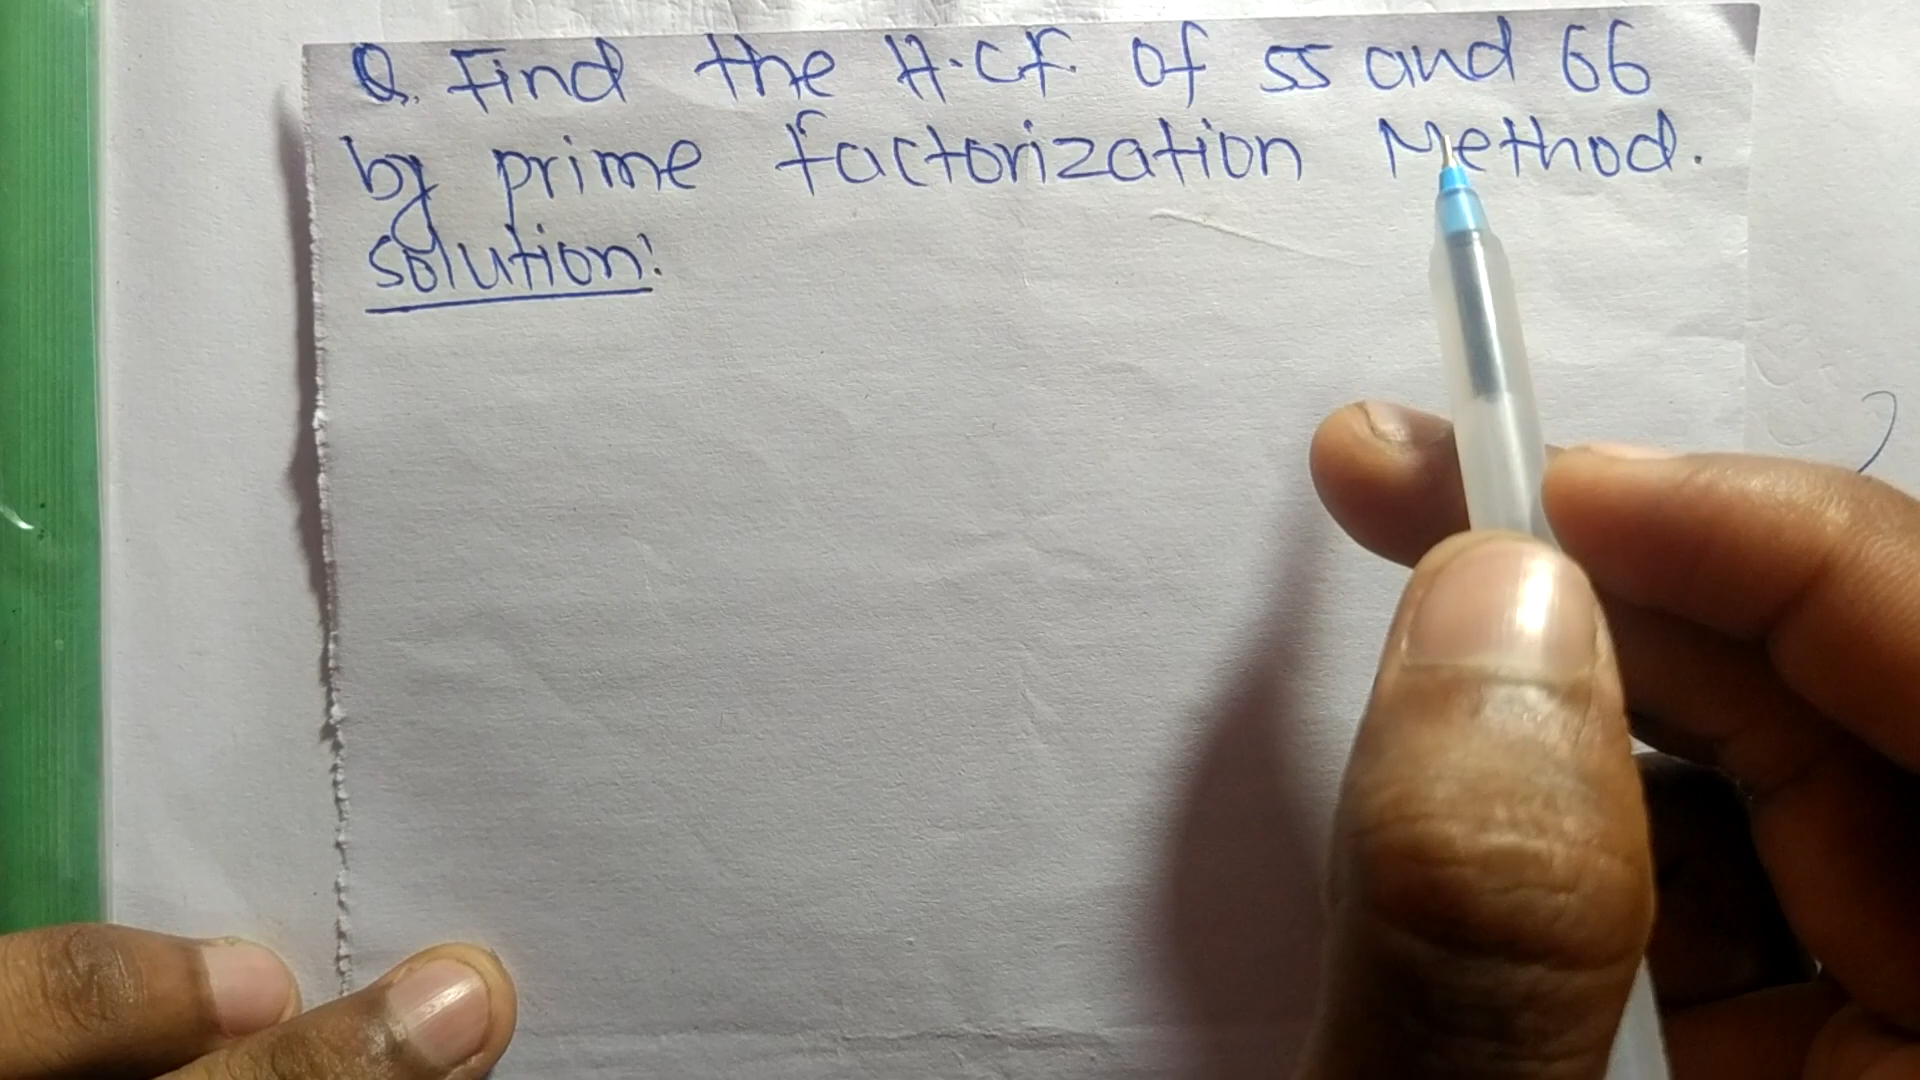 Q. Find the H.C.F. of 55 and 66
by prime factorization Method.
solution: